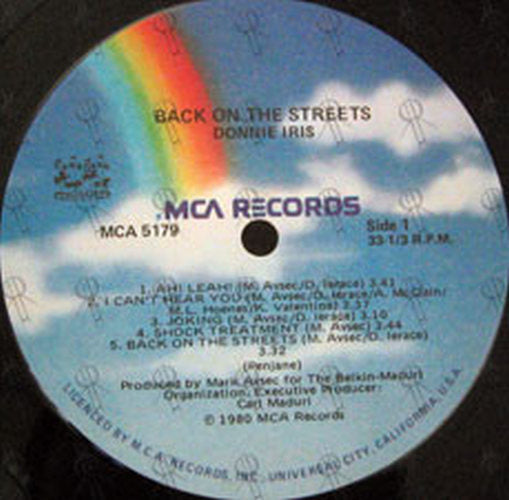 BACK ON THE STREETS
DONNIE IRIS
MCA RECORDS
MCA 5179
Side 1
33-1/3 R.P.M.
1. AH! LEAH! (M. Avsec/D. Ierace) 3.41
2. I CAN'T HEAR YOU (M. Avsec/D. Ierace/A. McClain/
M.L. Hoenes/K. Valentine) 3.57
3. JOKING (M. Avsec/D. Ierace) 3.10
4. SHOCK TREATMENT (M. Avsec) 3.44
5. BACK ON THE STREETS (M. Avsec/D. Ierace)
3.32
(Penjane)
Produced by Mark Avsec for The Belkin-Maduri
Organization. Executive Producer:
Carl Maduri
© 1980 MCA Records
LICENCED BY M.C.A. RECORDS, INC. UNIVERSAL CITY, CALIFORNIA, U.S.A.